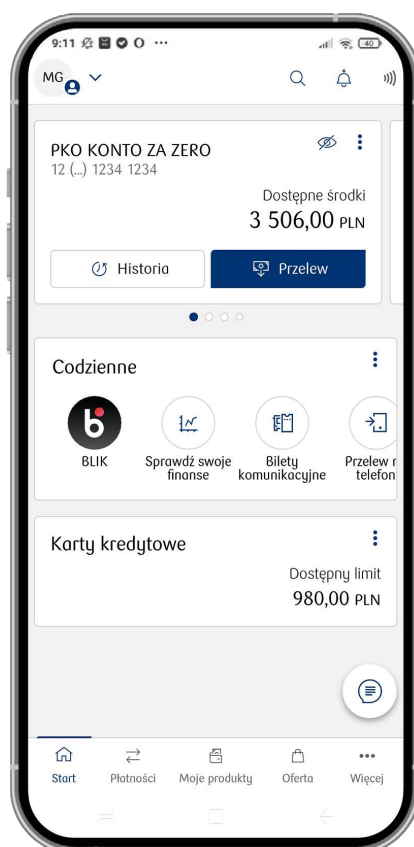 9:11
40
MG
PKO KONTO ZA ZERO
12 (...) 1234 1234
Dostępne środki
3 506,00 PLN
Historia
Przelew
Codzienne
BLIK
Sprawdź swoje
finanse
Bilety
komunikacyjne
Przelew n
telefon
Karty kredytowe
Dostępny limit
980,00 PLN
Start
Płatności
Moje produkty
Oferta
Więcej